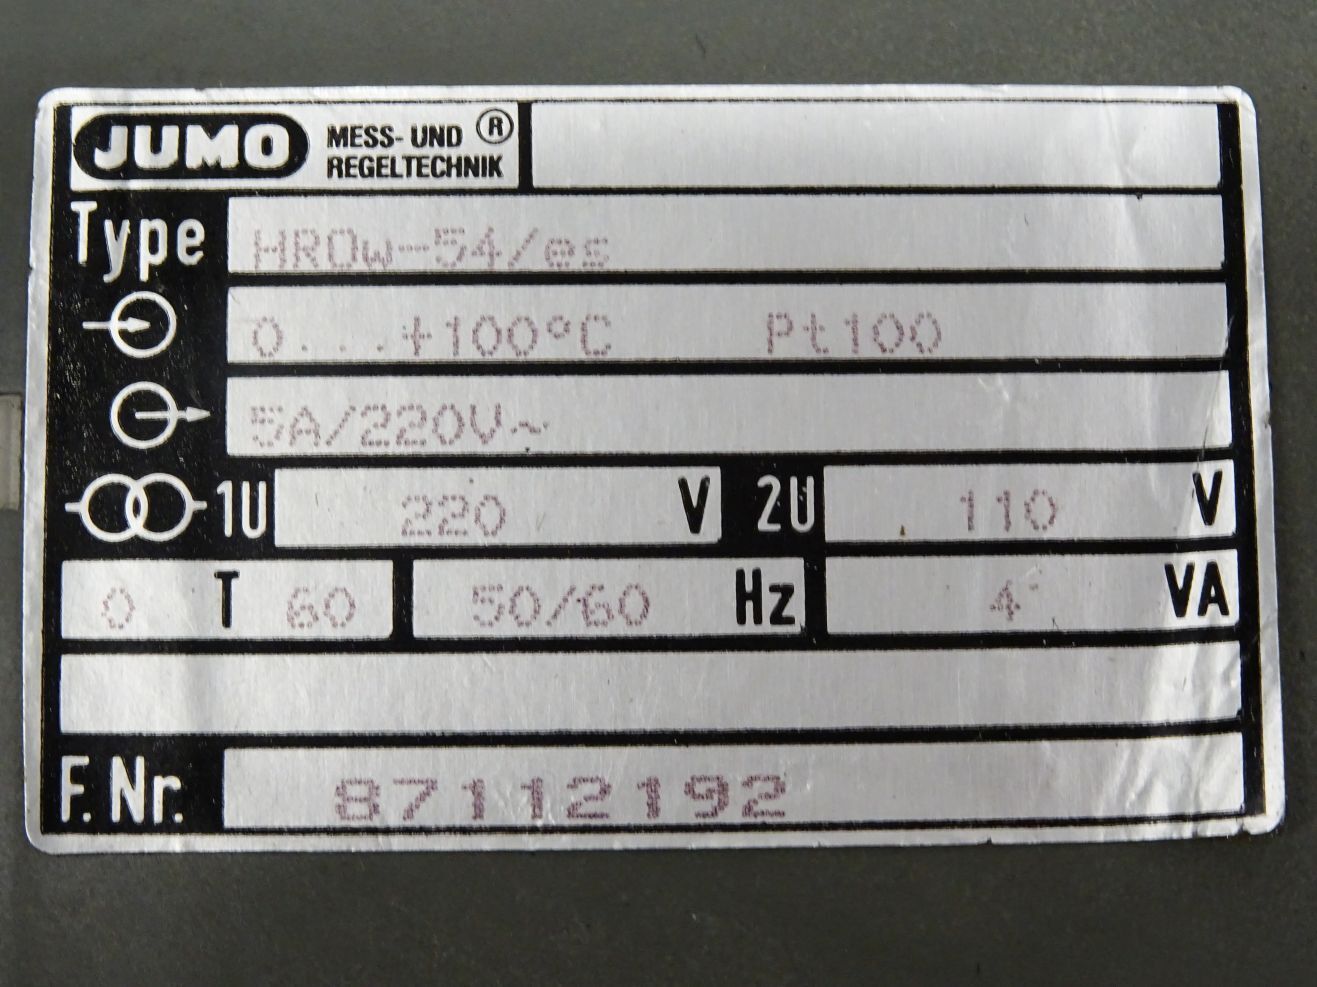 JUMO MESS- UND ®
REGELTECHNIK
Type HROw-54/es
0...+100°C Pt100
5A/220V~
1U 220 V 2U 110 V
0 T 60 50/60 Hz 4 VA
F.Nr. 87112192